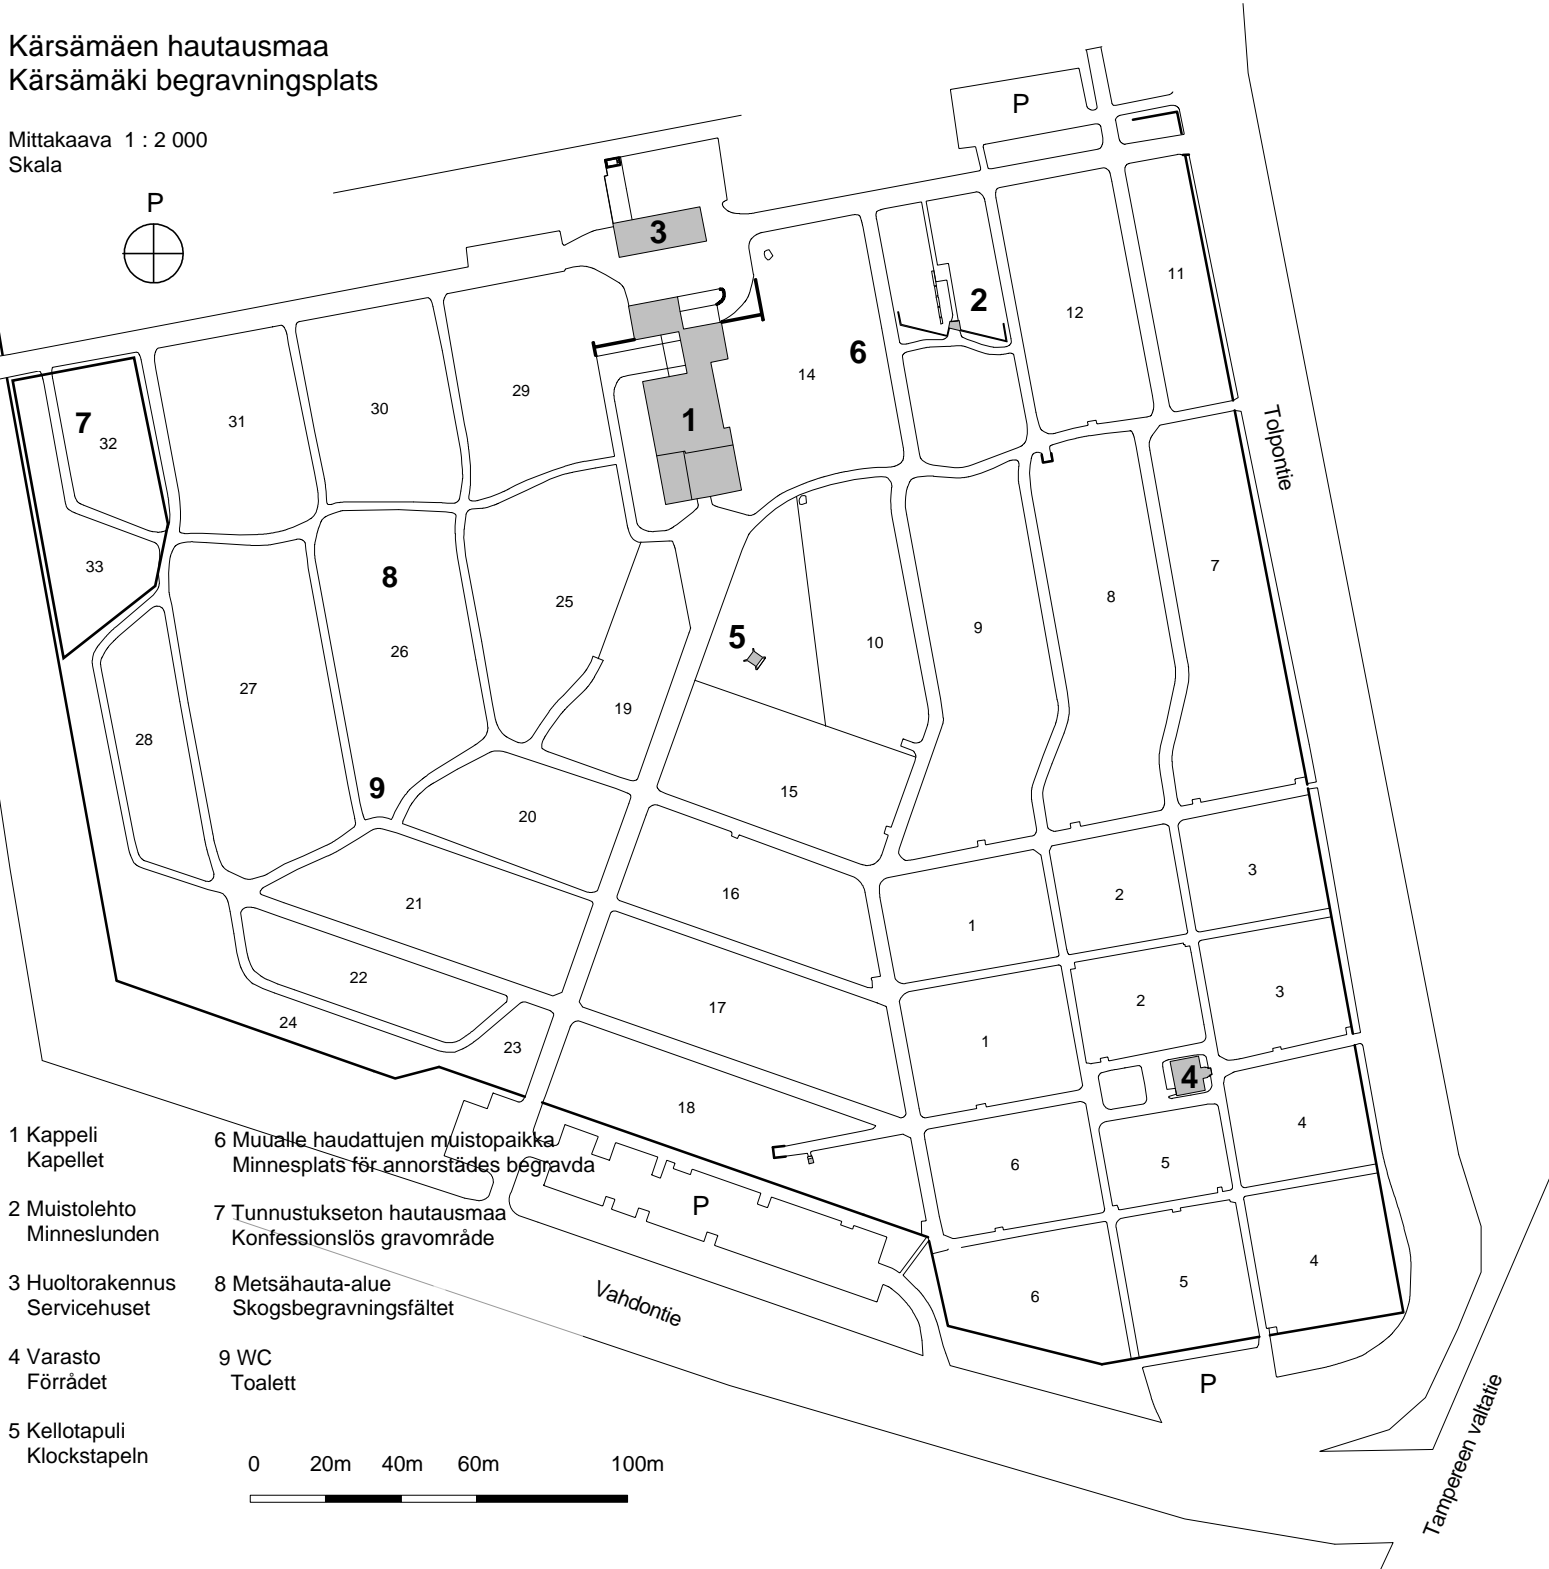 Kärsämäen hautausmaa
Kärsämäki begravningsplats
Mittakaava 1 : 2 000
Skala
P
P
3
2
11
12
6
14
29
30
31
7
32
1
Tolpontie
33
8
25
7
8
9
5
10
26
27
19
28
9
15
20
3
2
16
21
1
22
17
2
3
24
23
1
4
18
4
6
5
P
4
6
5
Vahdontie
P
Tampereen valtatie
1 Kappeli
Kapellet
2 Muistolehto
Minneslunden
3 Huoltorakennus
Servicehuset
4 Varasto
Förrådet
5 Kellotapuli
Klockstapeln
6 Muualle haudattujen muistopaikka
Minnesplats för annorstädes begravda
7 Tunnustukseton hautausmaa
Konfessionslös gravområde
8 Metsähauta-alue
Skogsbegravningsfältet
9 WC
Toalett
0 20m 40m 60m 100m